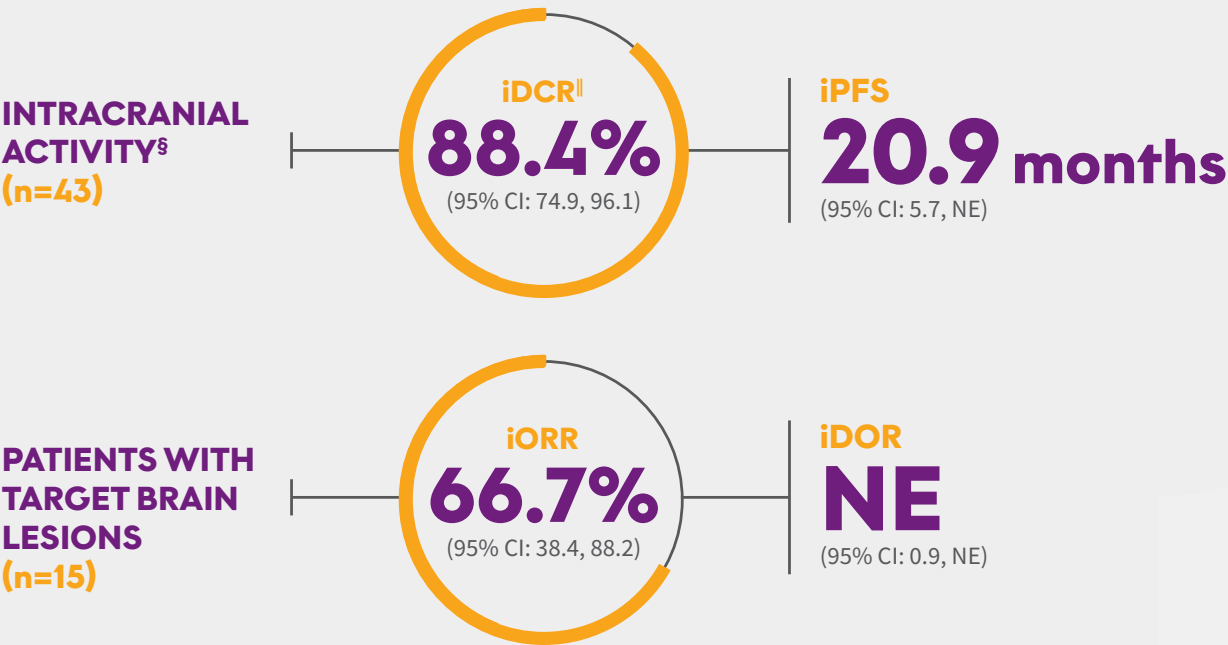 INTRACRANIAL
ACTIVITY§
(n=43)
iDCR||
88.4%
(95% CI: 74.9, 96.1)
iPFS
20.9 months
(95% CI: 5.7, NE)
PATIENTS WITH
TARGET BRAIN
LESIONS
(n=15)
iORR
66.7%
(95% CI: 38.4, 88.2)
iDOR
NE
(95% CI: 0.9, NE)